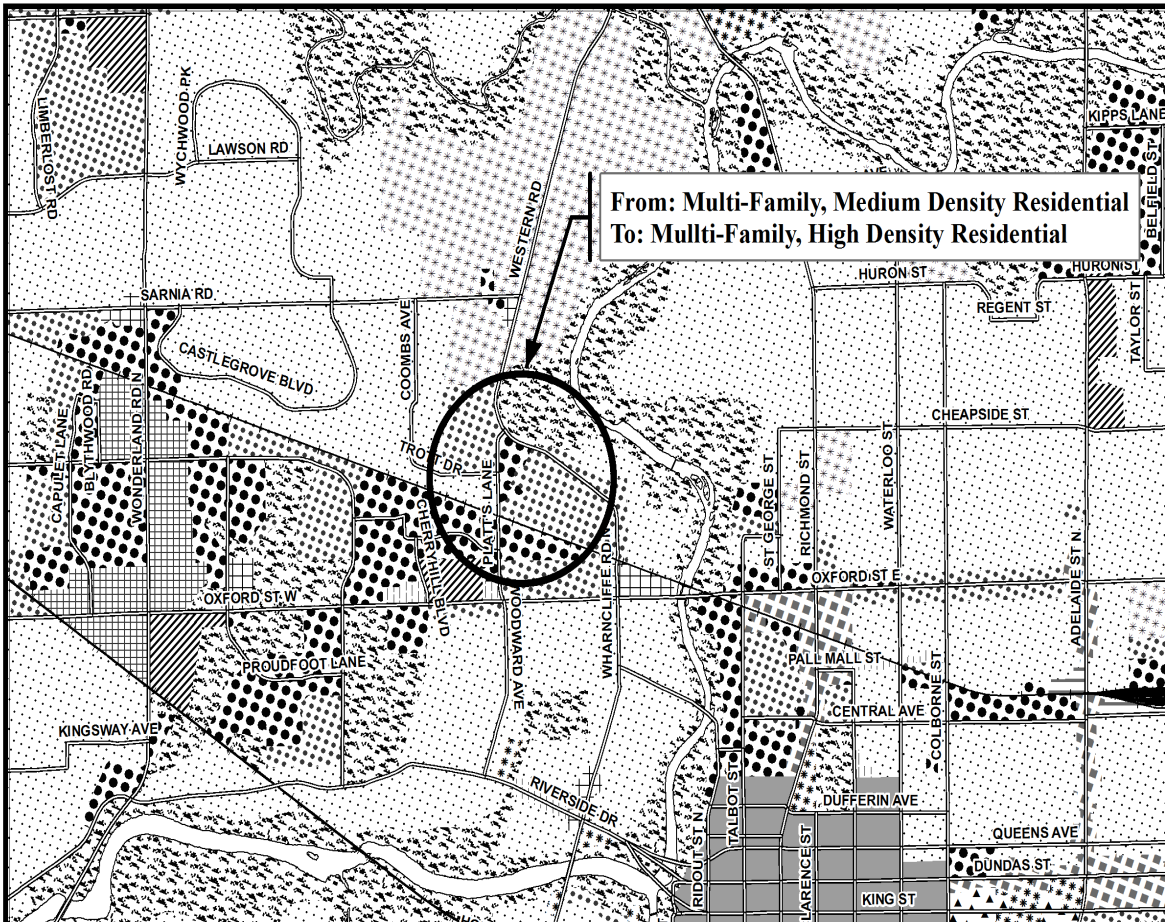 KIPPS LANE
LIMBERLOST RD
WYCHWOOD PK
LAWSON RD
BELFIELD ST
AVE
WESTERN RD
From: Multi-Family, Medium Density Residential
To: Mullti-Family, High Density Residential
HURON ST
HURON ST
SARNIA RD
REGENT ST
TAYLOR ST
COOMBS AVE
CASTLEGROVE BLVD
CAPULET LANE
BLYTHWOOD RD
WONDERLAND RD N
CHEAPSIDE ST
TROTT DR
PLATT'S LANE
CHERRYHILL BLVD
ST GEORGE ST
RICHMOND ST
WATERLOO ST
WHARNCLIFFE RD N
ADELAIDE ST N
OXFORD ST E
OXFORD ST W
WOODWARD AVE
PALL MALL ST
PROUDFOOT LANE
COLBORNE ST
CENTRAL AVE
KINGSWAY AVE
RIVERSIDE DR
TALBOT ST
DUFFERIN AVE
RIDOUT ST N
LARENCE ST
QUEENS AVE
DUNDAS ST
KING ST